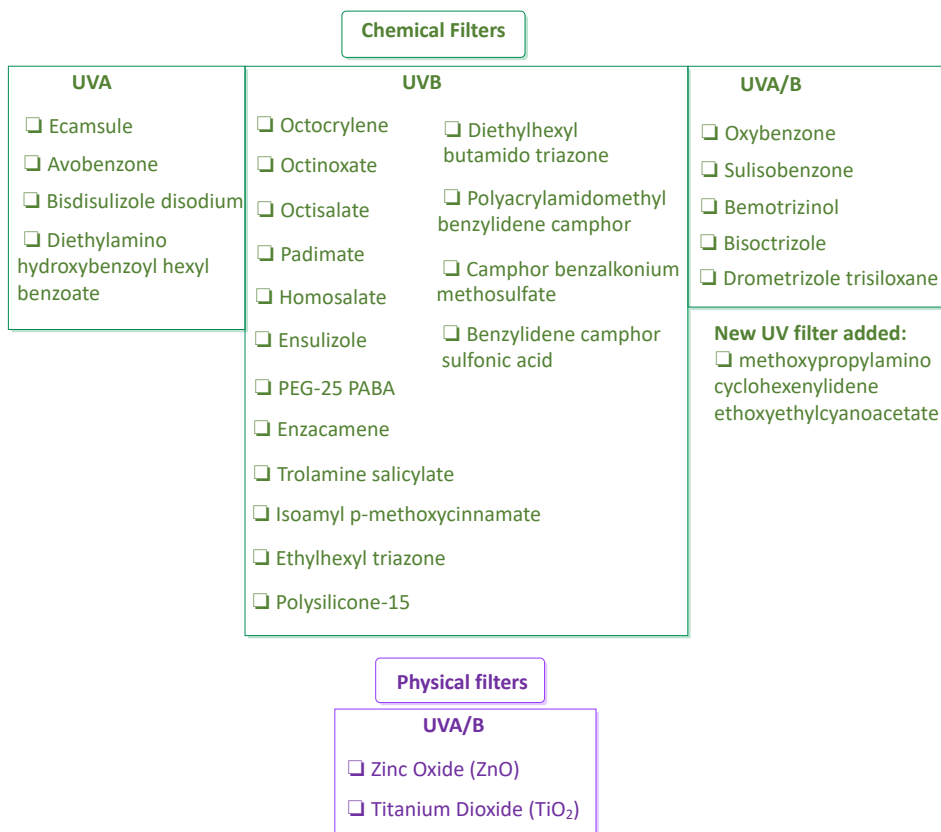 Chemical Filters
UVA
❑ Ecamsule
❑ Avobenzone
❑ Bisdisulizole disodium
❑ Diethylamino
hydroxybenzoyl hexyl
benzoate
UVB
❑ Octocrylene
❑ Octinoxate
❑ Octisalate
❑ Padimate
❑ Homosalate
❑ Ensulizole
❑ PEG-25 PABA
❑ Enzacamene
❑ Trolamine salicylate
❑ Isoamyl p-methoxycinnamate
❑ Ethylhexyl triazone
❑ Polysilicone-15
❑ Diethylhexyl
butamido triazone
❑ Polyacrylamidomethyl
benzylidene camphor
❑ Camphor benzalkonium
methosulfate
❑ Benzylidene camphor
sulfonic acid
UVA/B
❑ Oxybenzone
❑ Sulisobenzone
❑ Bemotrizinol
❑ Bisoctrizole
❑ Drometrizole trisiloxane
New UV filter added:
❑ methoxypropylamino
cyclohexenylidene
ethoxyethylcyanoacetate
Physical filters
UVA/B
❑ Zinc Oxide (ZnO)
❑ Titanium Dioxide (TiO₂)